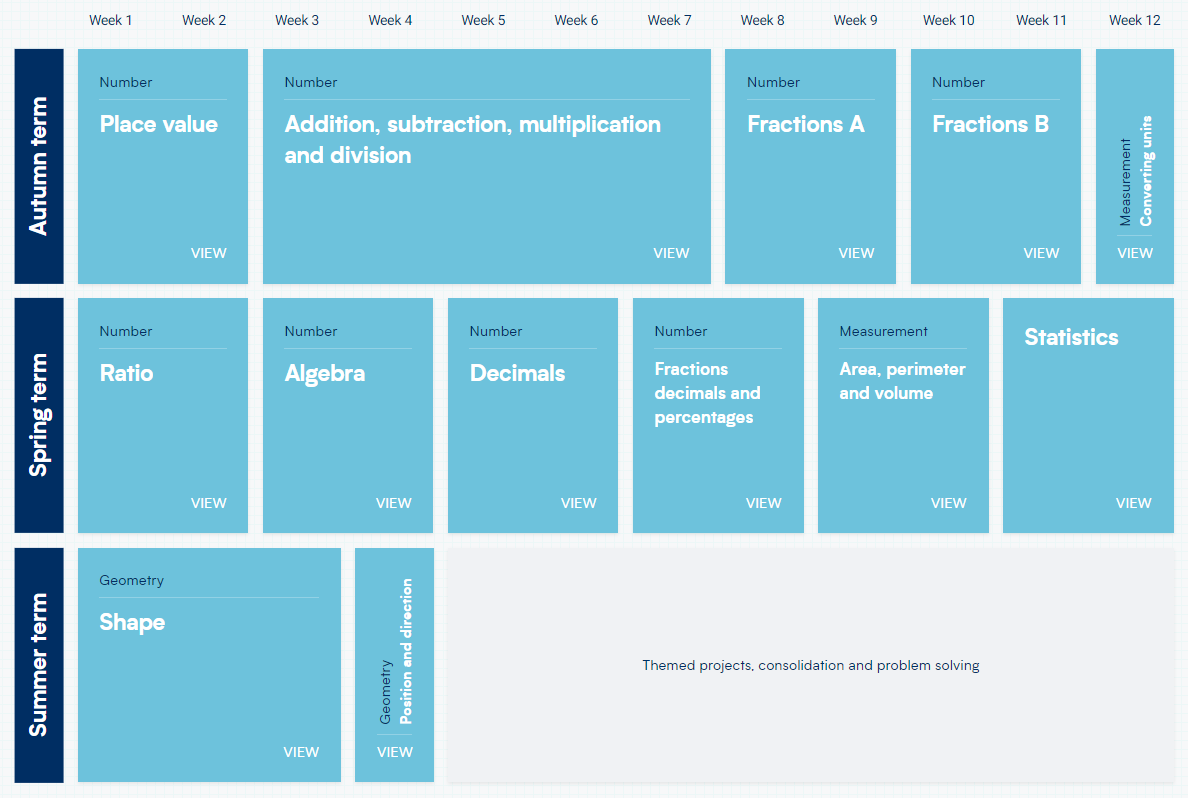 Week 1 Week 2 Week 3 Week 4 Week 5 Week 6 Week 7 Week 8 Week 9 Week 10 Week 11 Week 12
Autumn term
Number
Place value
VIEW
Number
Addition, subtraction, multiplication
and division
VIEW
Number
Fractions A
VIEW
Number
Fractions B
VIEW
Measurement
Converting units
VIEW
Spring term
Number
Ratio
VIEW
Number
Algebra
VIEW
Number
Decimals
VIEW
Number
Fractions
decimals and
percentages
VIEW
Measurement
Area, perimeter
and volume
VIEW
Statistics
VIEW
Summer term
Geometry
Shape
VIEW
Geometry
Position and direction
VIEW
Themed projects, consolidation and problem solving